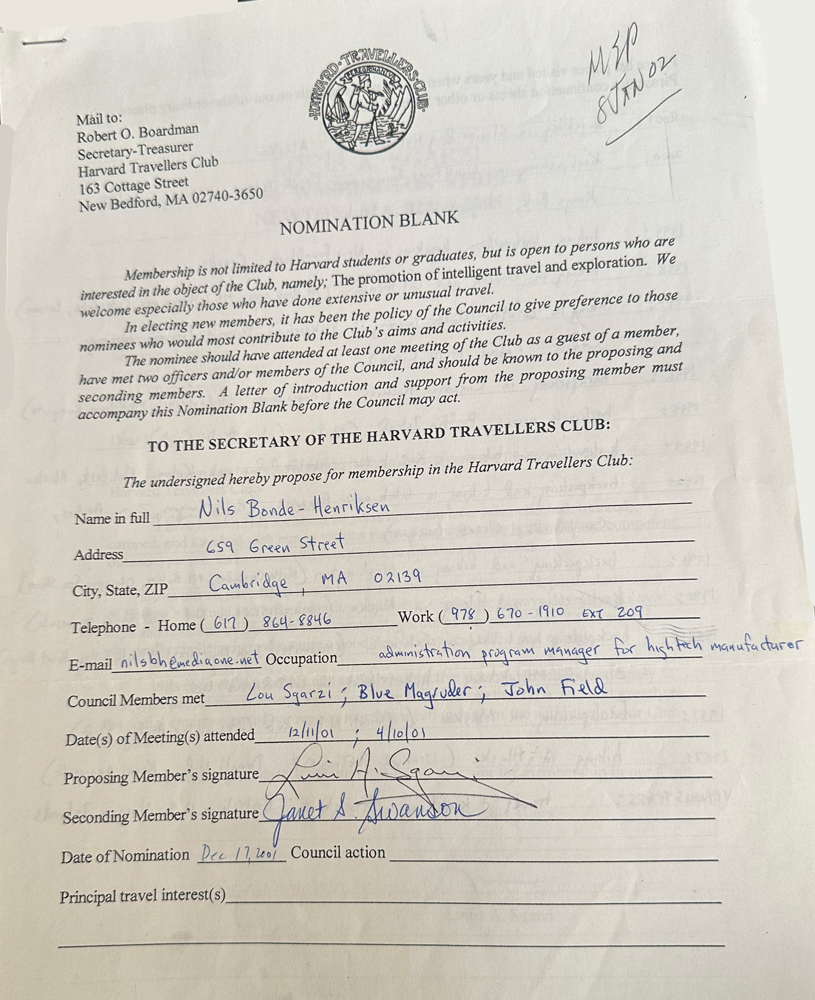 HARVARD·TRAVELLERS·CLUB·
MEP
8 JAN 02
Mail to:
Robert O. Boardman
Secretary-Treasurer
Harvard Travellers Club
163 Cottage Street
New Bedford, MA 02740-3650
NOMINATION BLANK
Membership is not limited to Harvard students or graduates, but is open to persons who are
interested in the object of the Club, namely; The promotion of intelligent travel and exploration. We
welcome especially those who have done extensive or unusual travel.
In electing new members, it has been the policy of the Council to give preference to those
nominees who would most contribute to the Club's aims and activities.
The nominee should have attended at least one meeting of the Club as a guest of a member,
have met two officers and/or members of the Council, and should be known to the proposing and
seconding members. A letter of introduction and support from the proposing member must
accompany this Nomination Blank before the Council may act.
TO THE SECRETARY OF THE HARVARD TRAVELLERS CLUB:
The undersigned hereby propose for membership in the Harvard Travellers Club:
Name in full Nils Bonde-Henriksen
Address 659 Green Street
City, State, ZIP Cambridge, MA 02139
Telephone - Home (617) 864-8846 Work (978) 670-1910 EXT 209
E-mail nilsbh@mediaone.net Occupation administration program manager for hightech manufacturer
Council Members met Lou Sgarzi; Blue Magruder; John Field
Date(s) of Meeting(s) attended 12/11/01 ; 4/10/01
Proposing Member's signature
Seconding Member's signature Janet S. Swanson
Date of Nomination Dec 17, 2001 Council action
Principal travel interest(s)